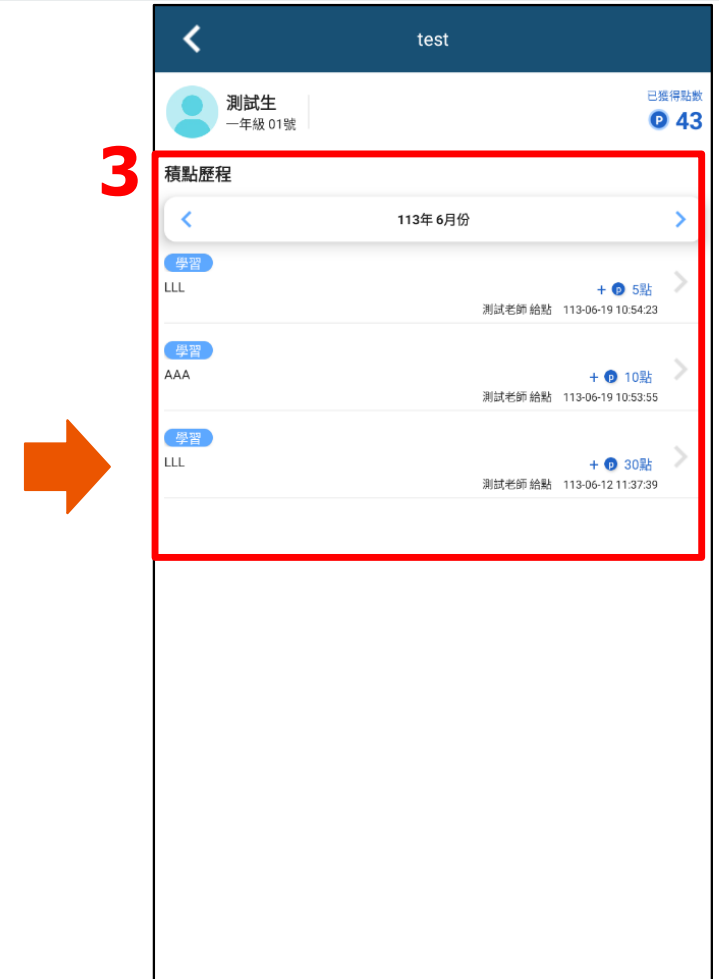 test
測試生
一年級 01號
已獲得點數
P 43
3
積點歷程
113年 6月份
學習
LLL
+ p 5點
測試老師 給點 113-06-19 10:54:23
學習
AAA
+ p 10點
測試老師 給點 113-06-19 10:53:55
學習
LLL
+ p 30點
測試老師 給點 113-06-12 11:37:39